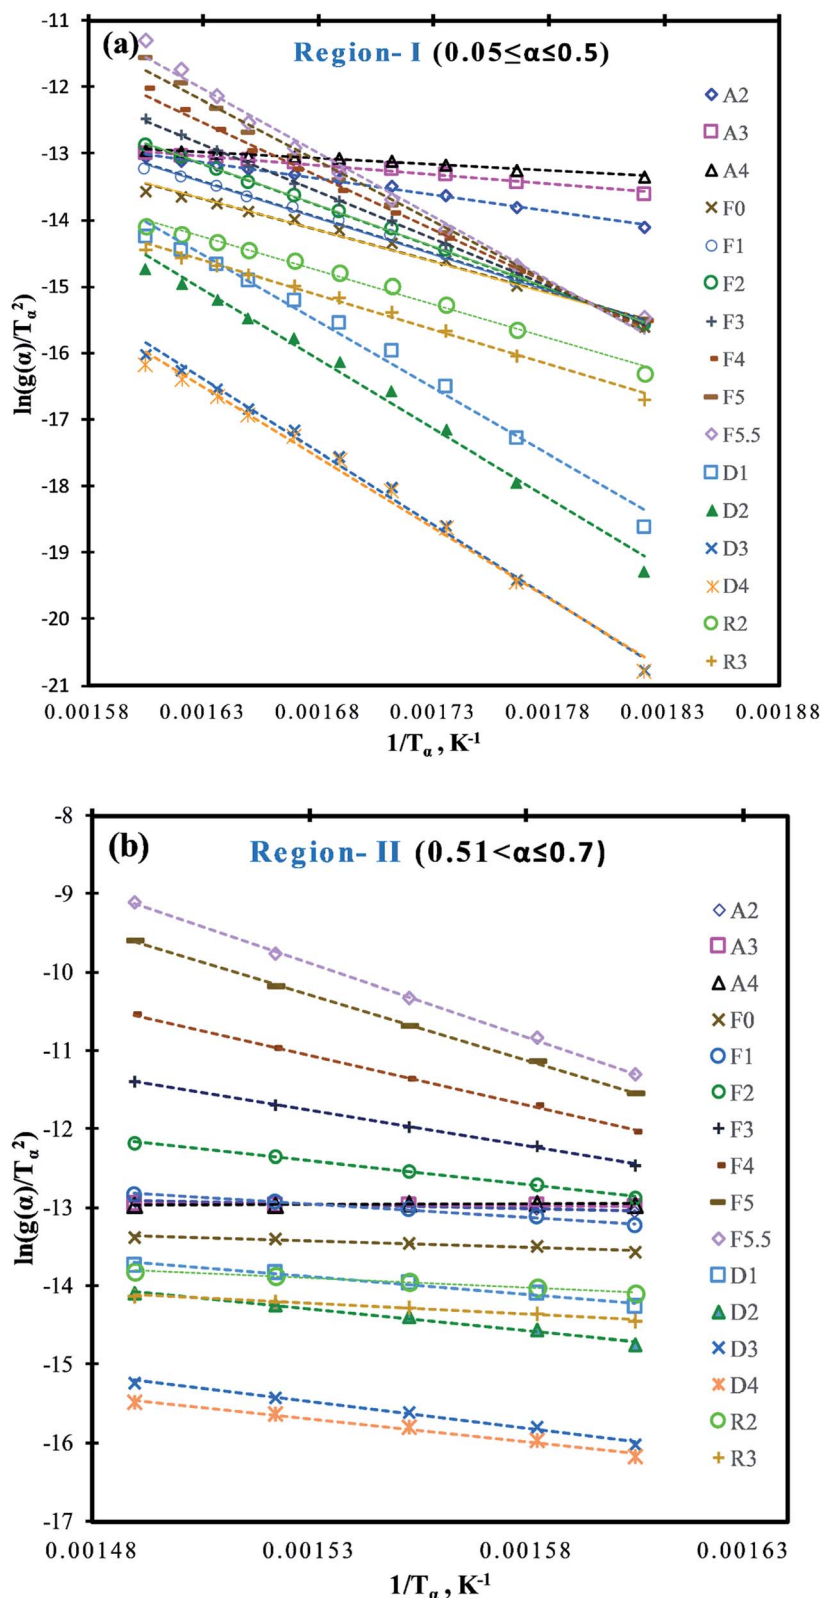 (a)
Region- I (0.05≤α≤0.5)
-11
-12
-13
-14
-15
-16
-17
-18
-19
-20
-21
ln(g(α)/Tα²)
A2
A3
A4
F0
F1
F2
F3
F4
F5
F5.5
D1
D2
D3
D4
R2
R3
0.00158 0.00163 0.00168 0.00173 0.00178 0.00183 0.00188
1/Tα , K⁻¹
(b)
Region- II (0.51<α≤0.7)
-8
-9
-10
-11
-12
-13
-14
-15
-16
-17
ln(g(α)/Tα²)
A2
A3
A4
F0
F1
F2
F3
F4
F5
F5.5
D1
D2
D3
D4
R2
R3
0.00148 0.00153 0.00158 0.00163
1/Tα , K⁻¹